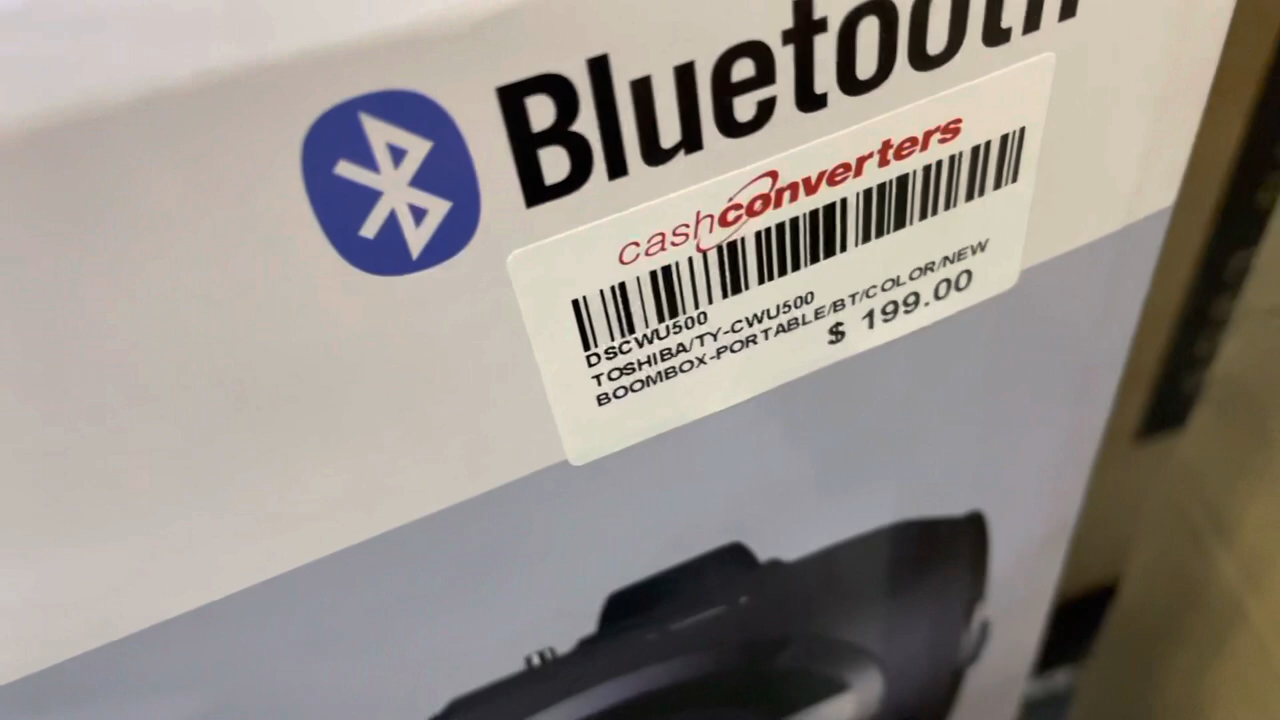 Bluetooth
cashconverters
DSCWU500
TOSHIBA/TY-CWU500
BOOMBOX-PORTABLE/BT/COLOR/NEW
$ 199.00